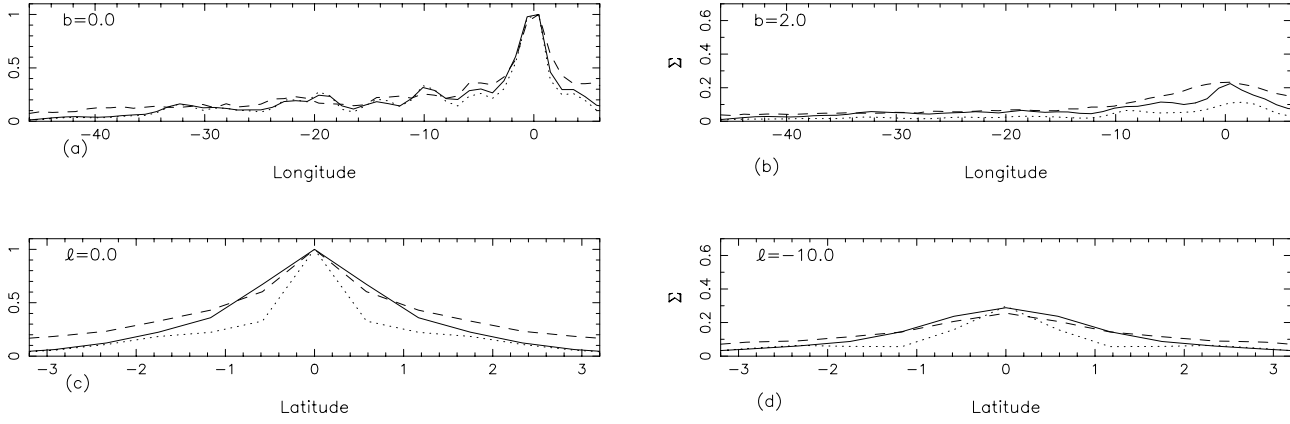 b=0.0
1
0.5
0
−40 −30 −20 −10 0
(a)
Longitude
b=2.0
Σ
0.6
0.4
0.2
0
−40 −30 −20 −10 0
(b)
Longitude
ℓ=0.0
1
0.5
0
−3 −2 −1 0 1 2 3
(c)
Latitude
ℓ=−10.0
Σ
0.6
0.4
0.2
0
−3 −2 −1 0 1 2 3
(d)
Latitude